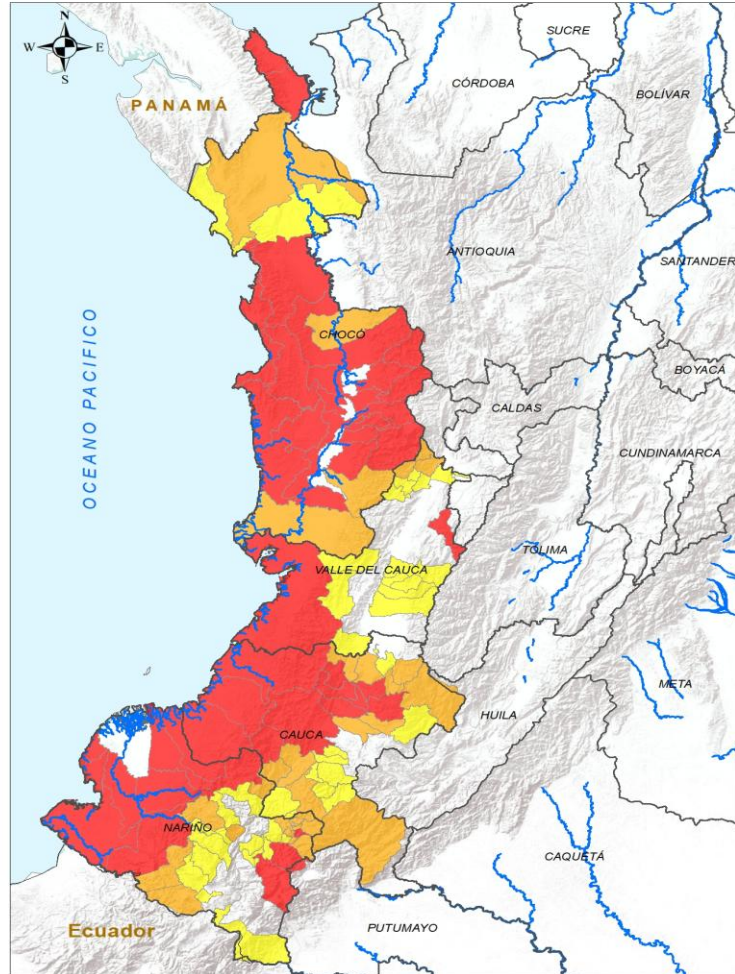 N
W E
S
SUCRE
CÓRDOBA
BOLÍVAR
PANAMÁ
ANTIOQUIA
SANTANDER
OCEANO PACIFICO
CHOCÓ
BOYACÁ
CALDAS
CUNDINAMARCA
TOLIMA
VALLE DEL CAUCA
META
HUILA
CAUCA
NARIÑO
CAQUETÁ
PUTUMAYO
Ecuador